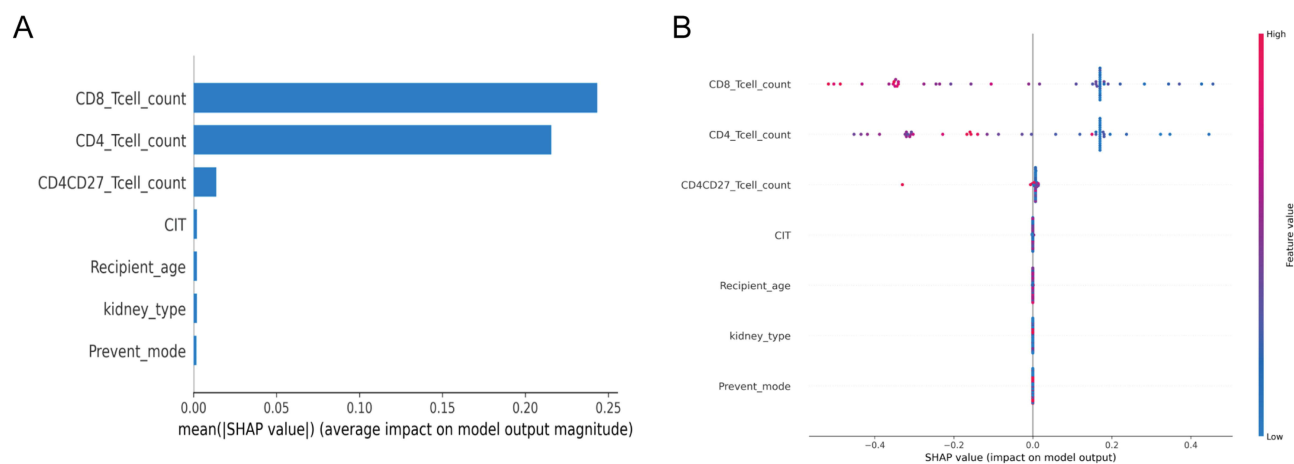 A
CD8_Tcell_count
CD4_Tcell_count
CD4CD27_Tcell_count
CIT
Recipient_age
kidney_type
Prevent_mode
0.00 0.05 0.10 0.15 0.20 0.25
mean(|SHAP value|) (average impact on model output magnitude)
B
High
CD8_Tcell_count
CD4_Tcell_count
CD4CD27_Tcell_count
CIT
Recipient_age
kidney_type
Prevent_mode
Feature value
Low
−0.4 −0.2 0.0 0.2 0.4
SHAP value (impact on model output)